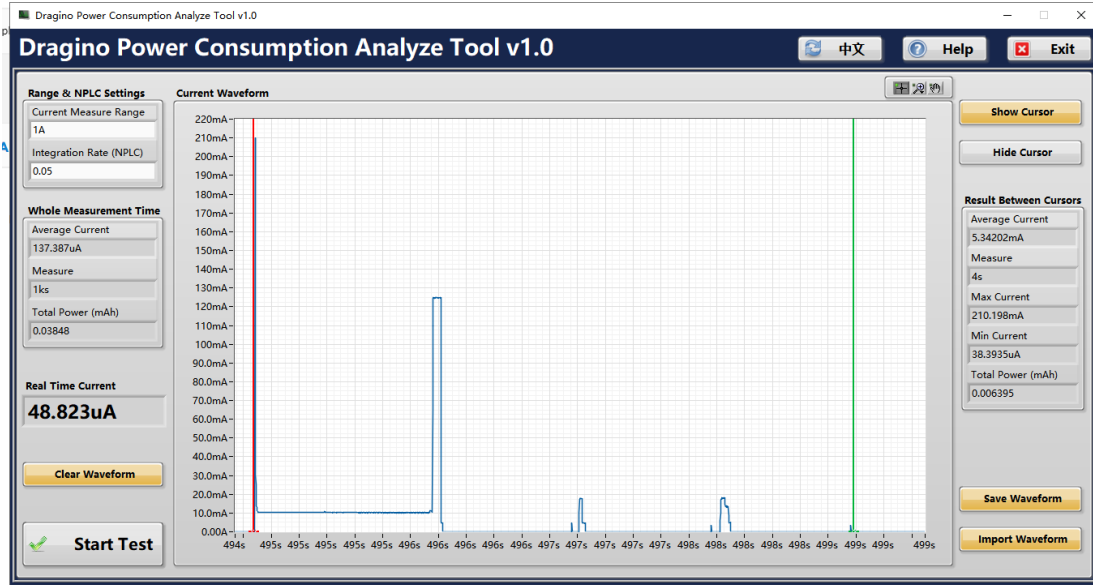 Dragino Power Consumption Analyze Tool v1.0
Dragino Power Consumption Analyze Tool v1.0
中文
Help
Exit
Range & NPLC Settings
Current Measure Range
1A
Integration Rate (NPLC)
0.05
Whole Measurement Time
Average Current
137.387uA
Measure
1ks
Total Power (mAh)
0.03848
Real Time Current
48.823uA
Clear Waveform
Start Test
Current Waveform
220mA
210mA
200mA
190mA
180mA
170mA
160mA
150mA
140mA
130mA
120mA
110mA
100mA
90.0mA
80.0mA
70.0mA
60.0mA
50.0mA
40.0mA
30.0mA
20.0mA
10.0mA
0.00A
494s 495s 495s 495s 495s 495s 496s 496s 496s 496s 496s 497s 497s 497s 497s 497s 498s 498s 498s 498s 498s 499s 499s 499s 499s
Show Cursor
Hide Cursor
Result Between Cursors
Average Current
5.34202mA
Measure
4s
Max Current
210.198mA
Min Current
38.3935uA
Total Power (mAh)
0.006395
Save Waveform
Import Waveform